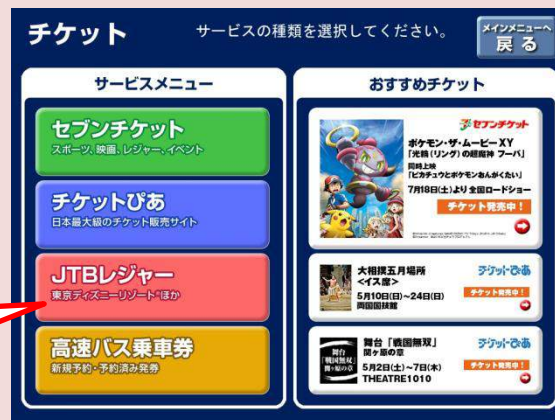 チケット
サービスの種類を選択してください。
メインメニューへ
戻る
サービスメニュー
セブンチケット
スポーツ、映画、レジャー、イベント
チケットぴあ
日本最大級のチケット販売サイト
JTBレジャー
東京ディズニーリゾート®ほか
高速バス乗車券
新規予約・予約済み発券
おすすめチケット
セブンチケット
ポケモン・ザ・ムービーXY
「光輪(リング)の超魔神 フーパ」
同時上映
「ピカチュウとポケモンおんがくたい」
7月18日(土)より 全国ロードショー
チケット発売中!
大相撲五月場所
<イス席>
5月10日(日)~24日(日)
両国国技館
チケットぴあ
チケット発売中!
舞台
「戦国無双」
関ヶ原の章
舞台「戦国無双」
関ヶ原の章
5月2日(土)~7日(木)
THEATRE1010
チケットぴあ
チケット発売中!